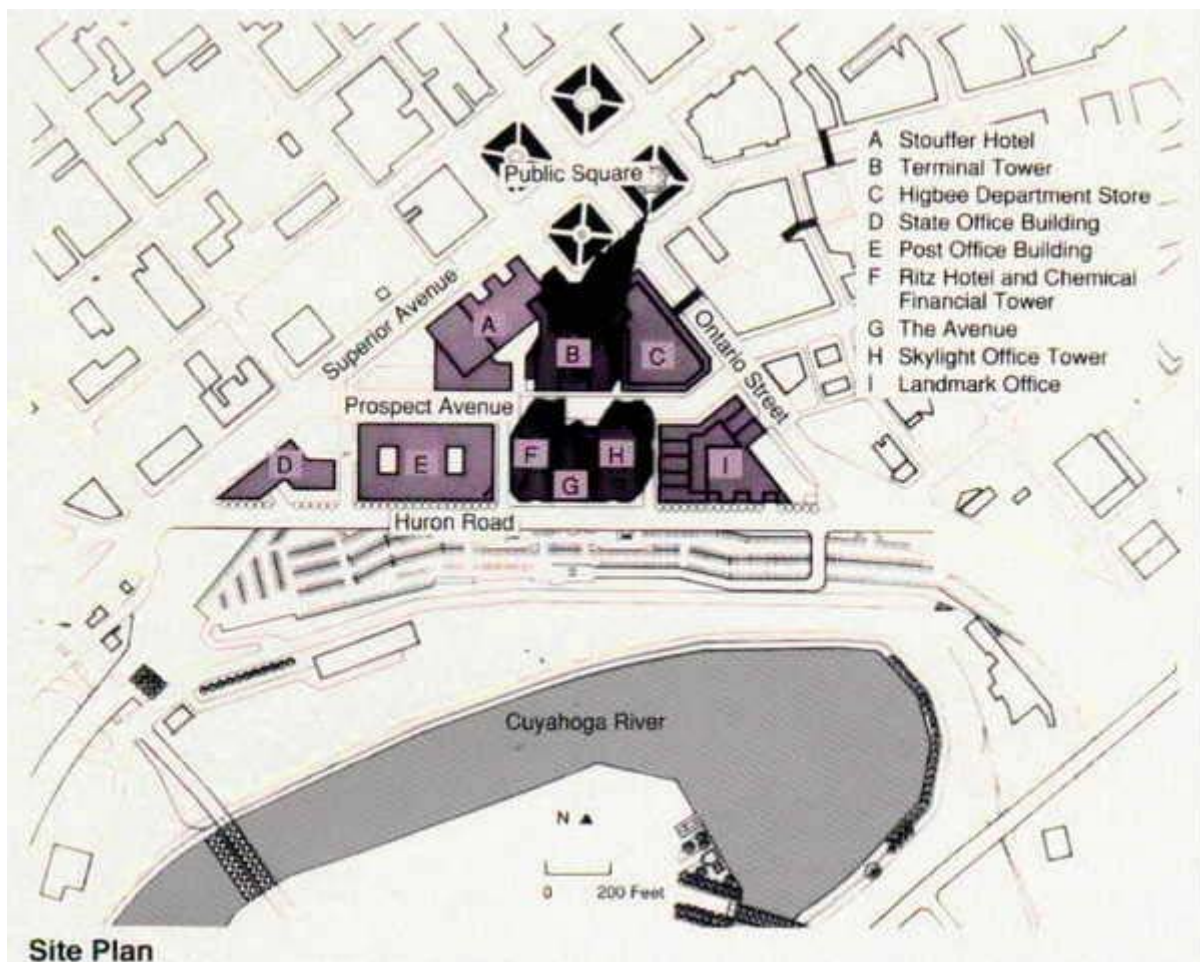 Public Square
A Stouffer Hotel
B Terminal Tower
C Higbee Department Store
D State Office Building
E Post Office Building
F Ritz Hotel and Chemical
Financial Tower
G The Avenue
H Skylight Office Tower
I Landmark Office
Superior Avenue
A
B
C
Ontario Street
Prospect Avenue
D
E
F
H
G
I
Huron Road
Cuyahoga River
N
0 200 Feet
Site Plan